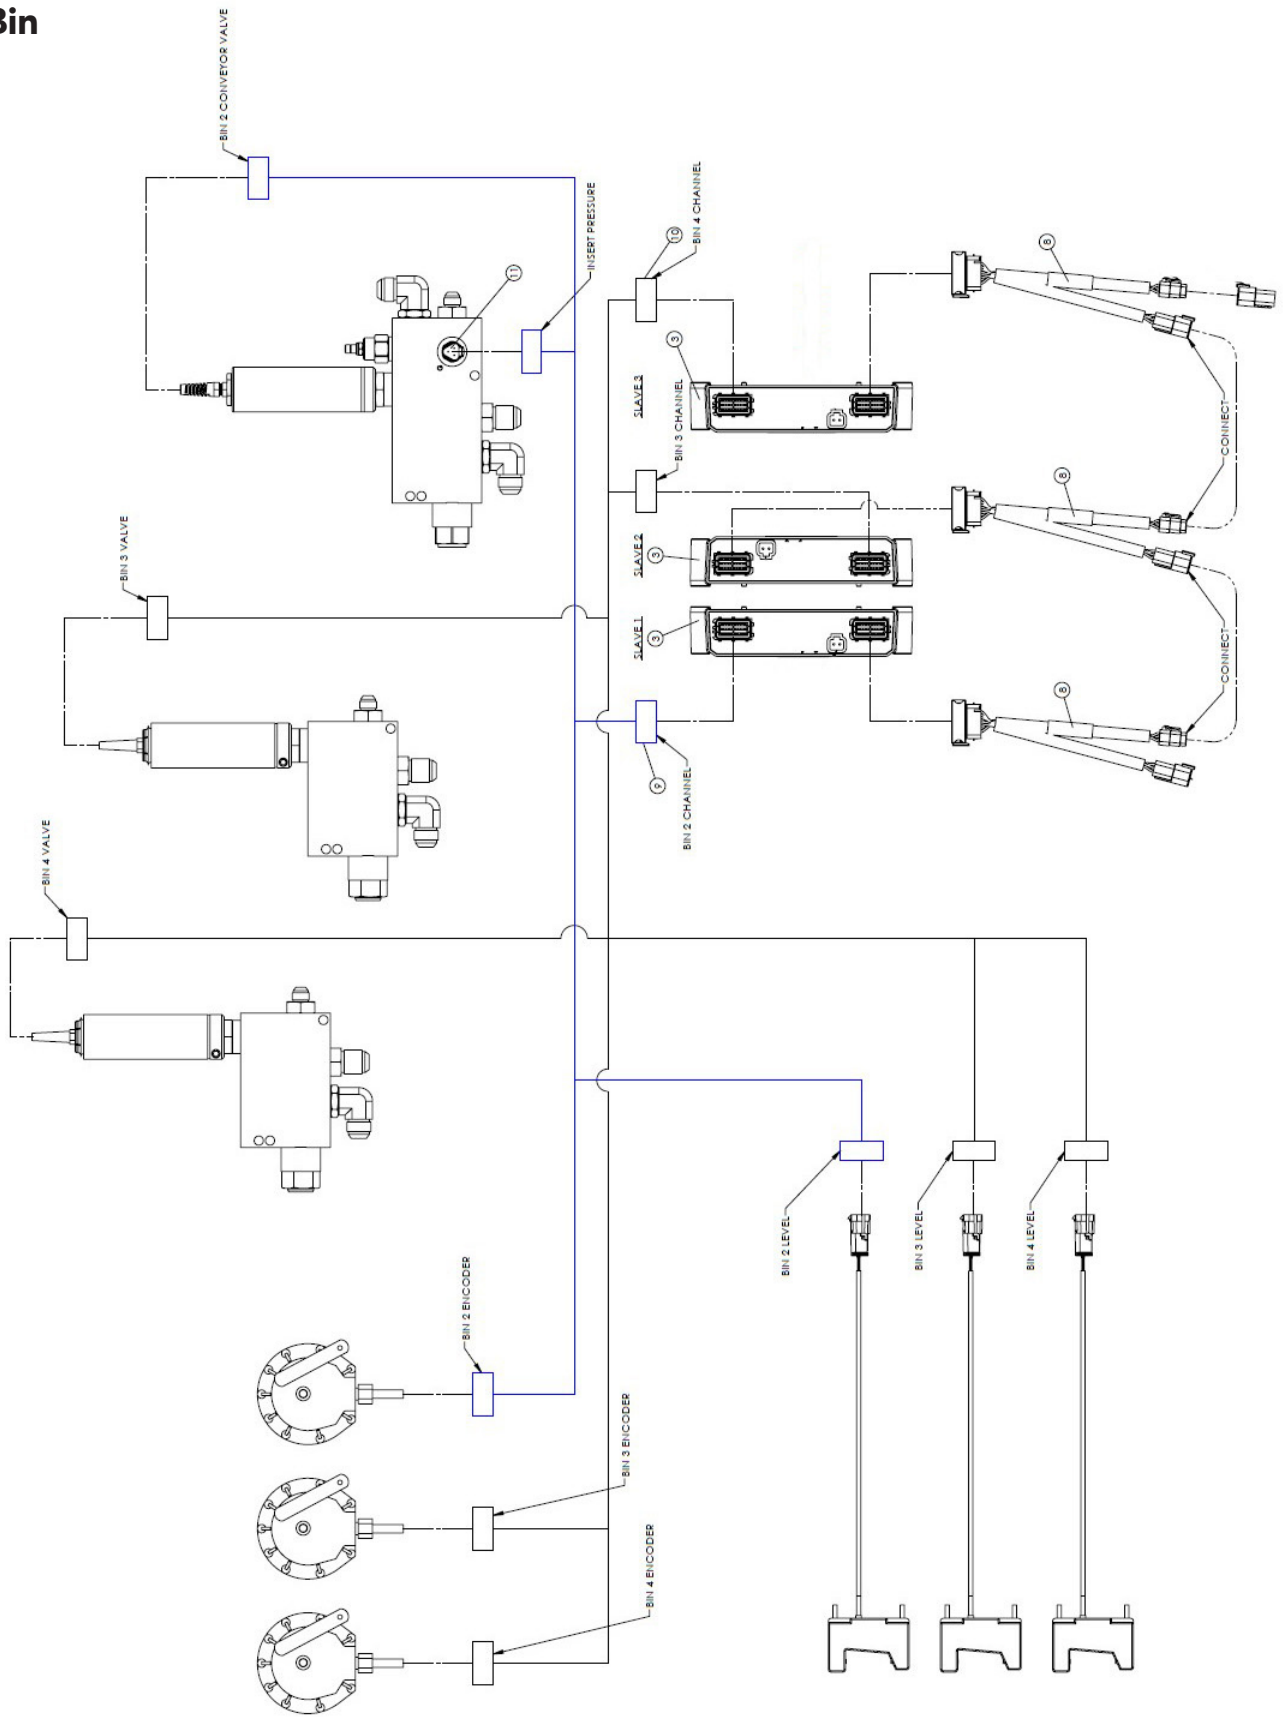 Bin
BIN 2 CONVEYOR VALVE
INSERT PRESSURE
11
BIN 4 CHANNEL
10
8
3
SLAVE 3
BIN 3 CHANNEL
CONNECT
BIN 3 VALVE
8
SLAVE 2
3
SLAVE 1
3
CONNECT
8
9
BIN 2 CHANNEL
BIN 4 VALVE
BIN 2 LEVEL
BIN 3 LEVEL
BIN 4 LEVEL
BIN 2 ENCODER
BIN 3 ENCODER
BIN 4 ENCODER